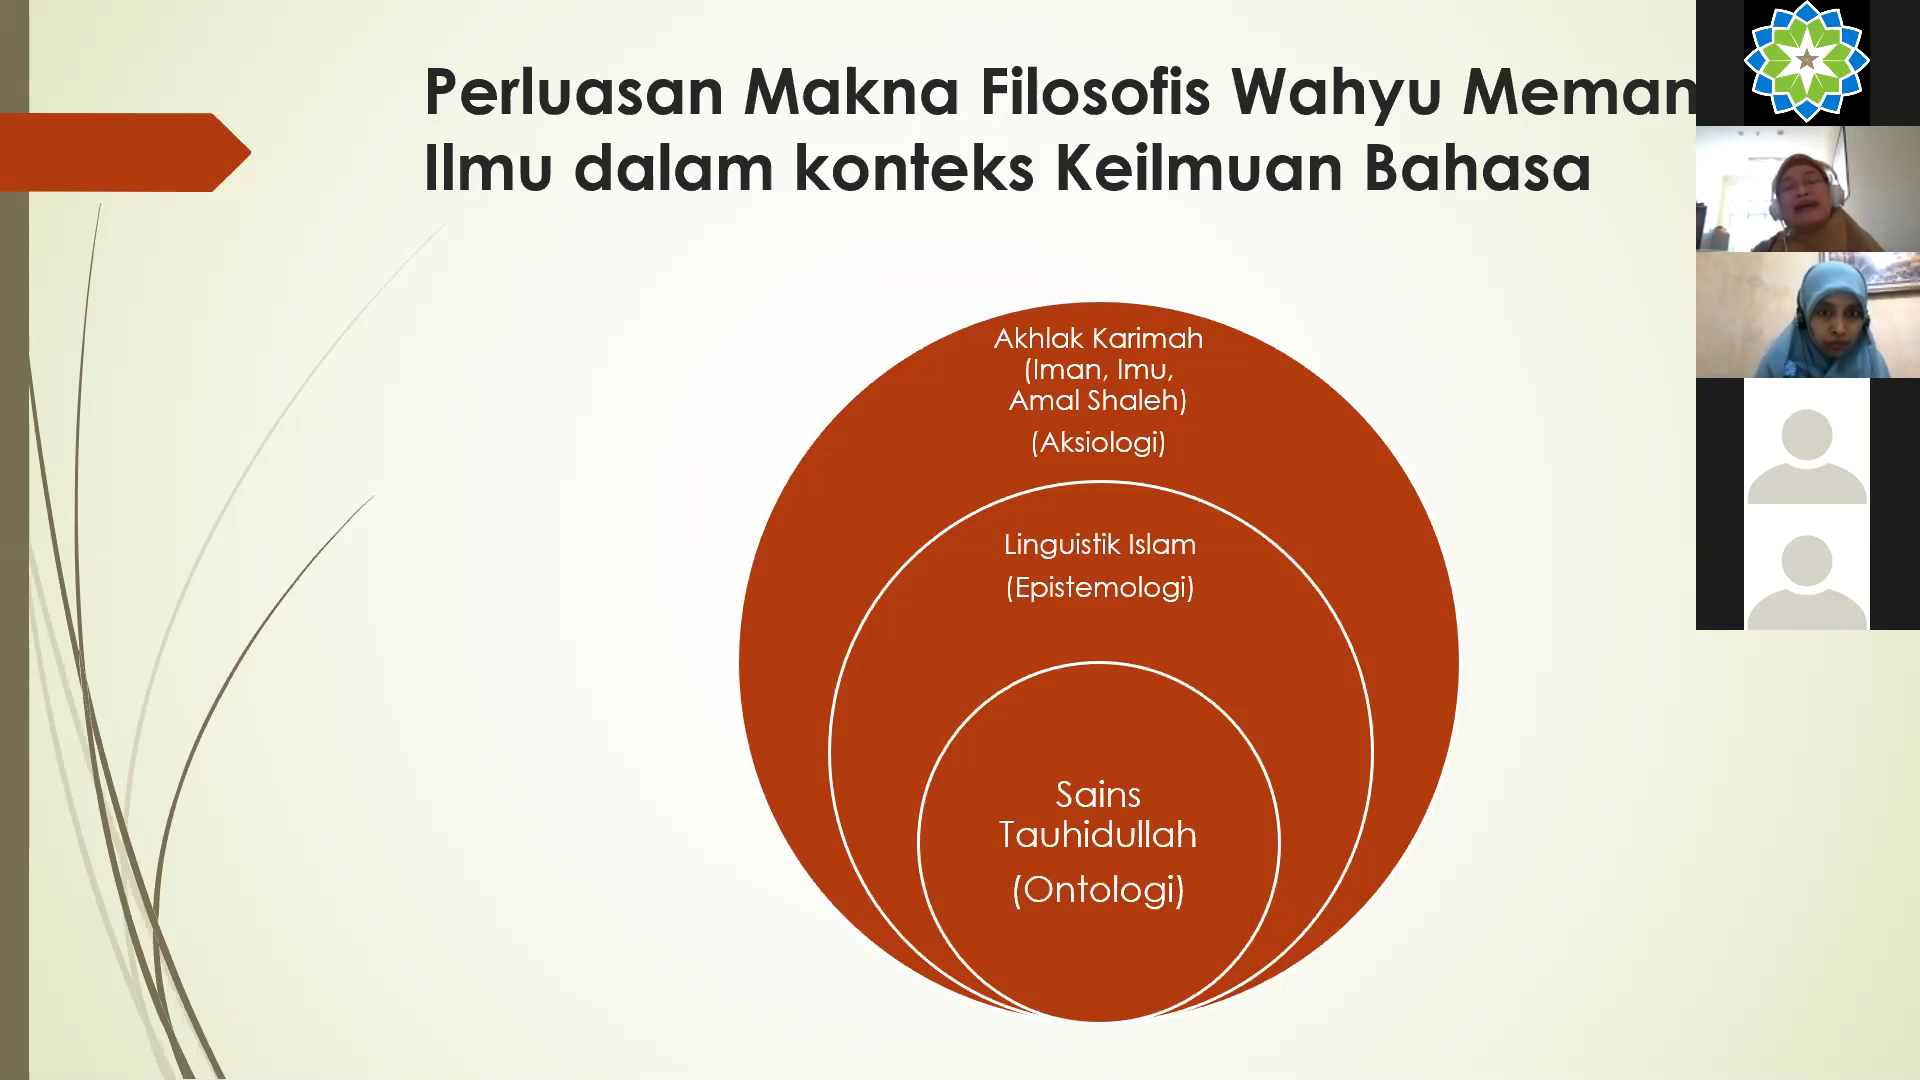 Perluasan Makna Filosofis Wahyu Meman
Ilmu dalam konteks Keilmuan Bahasa
Akhlak Karimah
(Iman, Imu,
Amal Shaleh)
(Aksiologi)
Linguistik Islam
(Epistemologi)
Sains
Tauhidullah
(Ontologi)